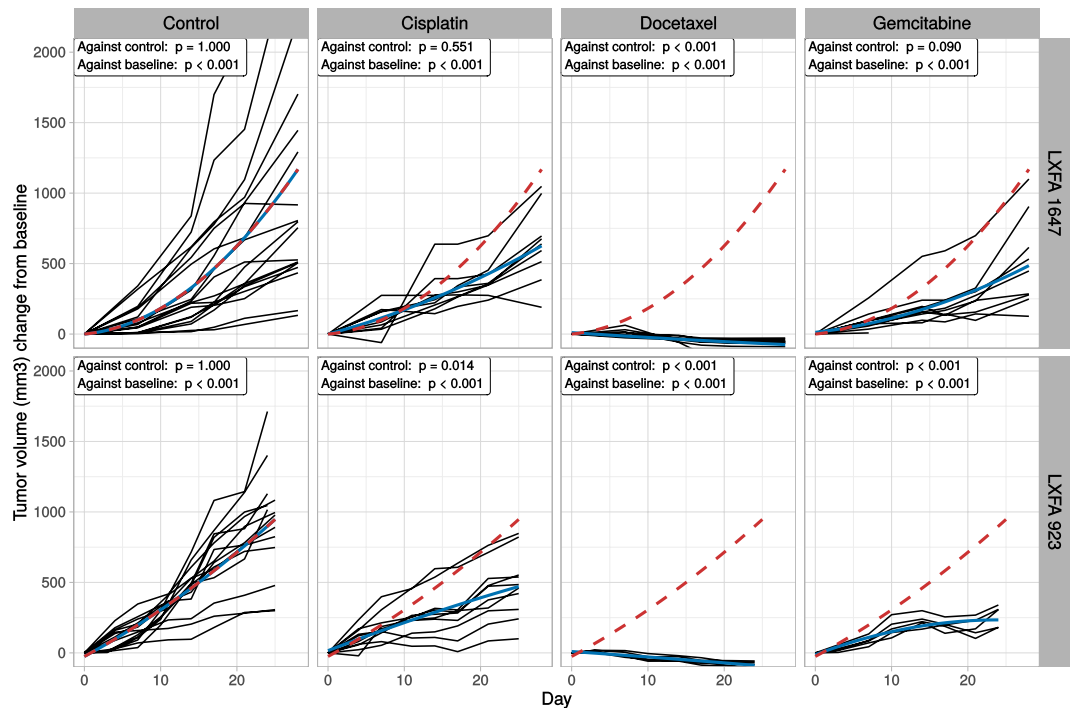 Control
Cisplatin
Docetaxel
Gemcitabine
Against control: p = 1.000
Against baseline: p < 0.001
Against control: p = 0.551
Against baseline: p < 0.001
Against control: p < 0.001
Against baseline: p < 0.001
Against control: p = 0.090
Against baseline: p < 0.001
2000
1500
1000
500
0
LXFA 1647
Tumor volume (mm3) change from baseline
Against control: p = 1.000
Against baseline: p < 0.001
Against control: p = 0.014
Against baseline: p < 0.001
Against control: p < 0.001
Against baseline: p < 0.001
Against control: p < 0.001
Against baseline: p < 0.001
2000
1500
1000
500
0
LXFA 923
0 10 20
0 10 20
0 10 20
0 10 20
Day